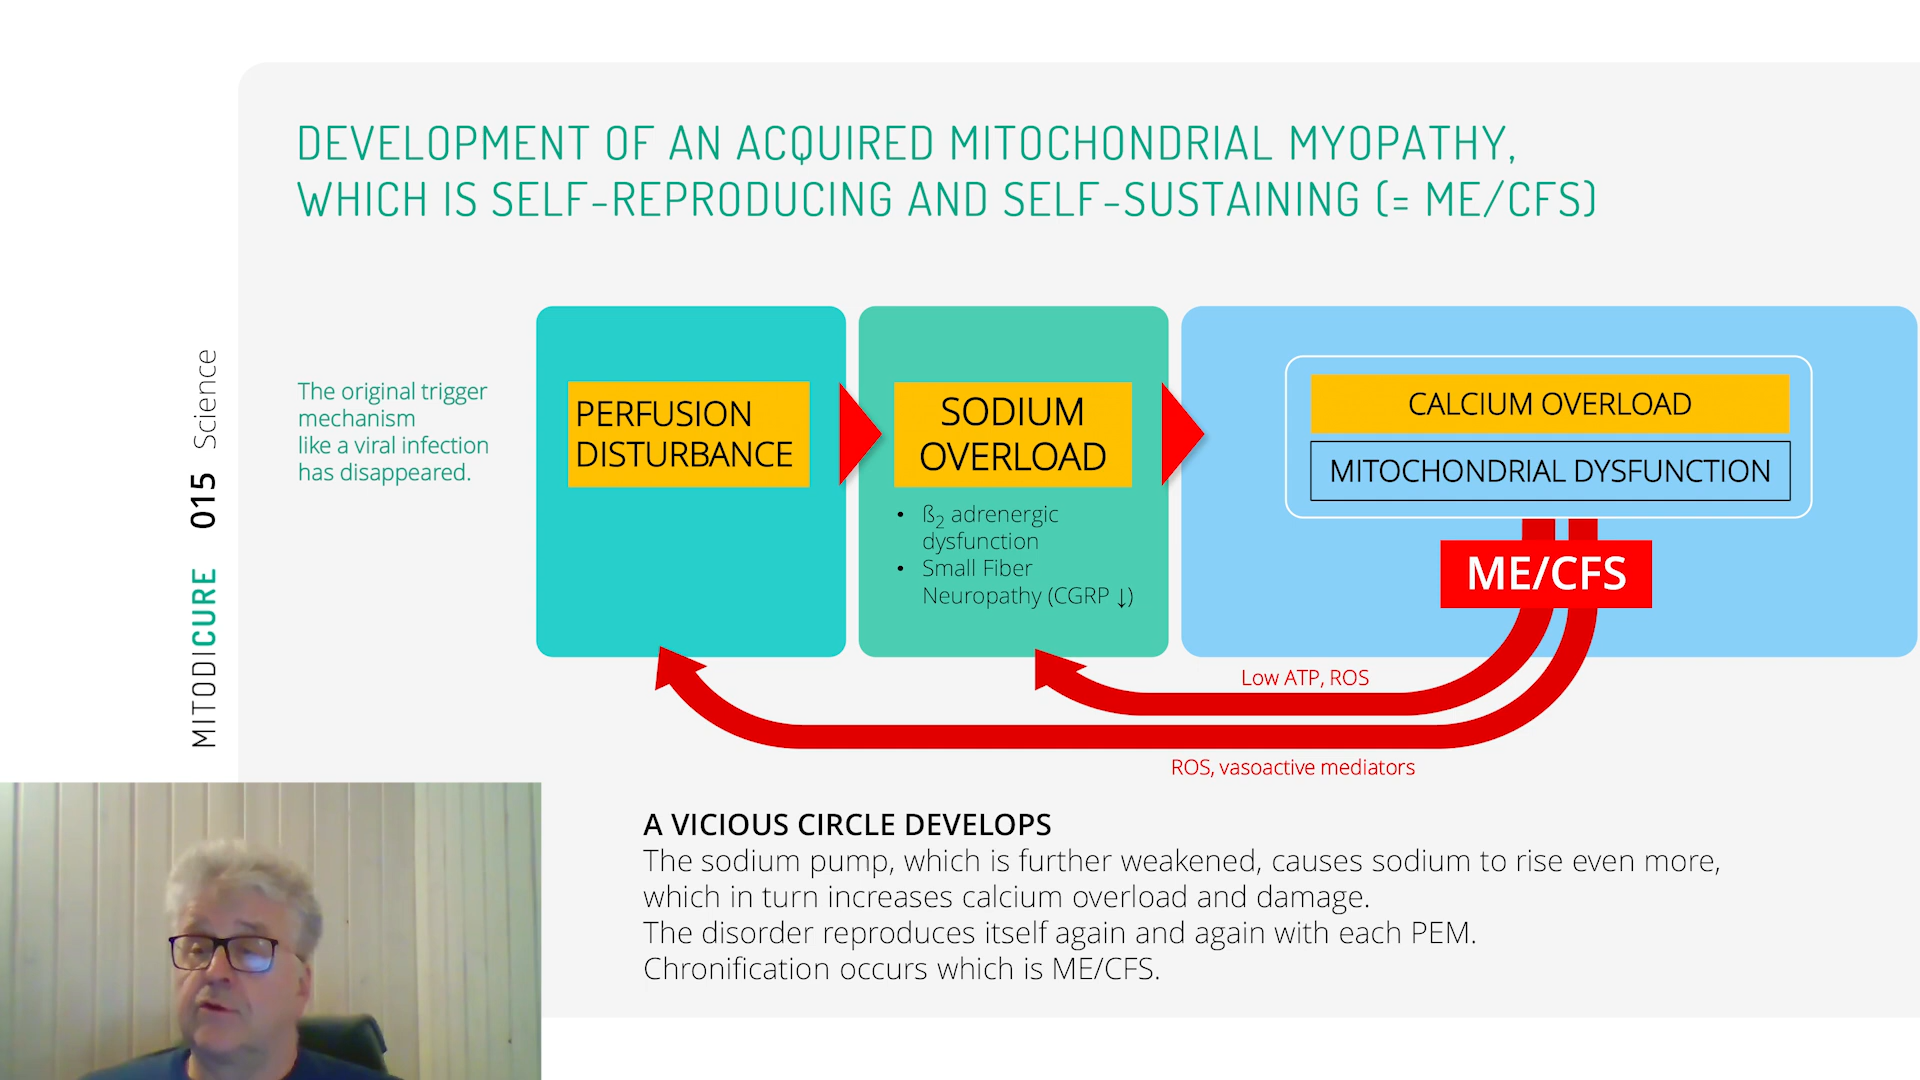 DEVELOPMENT OF AN ACQUIRED MITOCHONDRIAL MYOPATHY,
WHICH IS SELF-REPRODUCING AND SELF-SUSTAINING (= ME/CFS)
MITODICURE 015 Science
The original trigger
mechanism
like a viral infection
has disappeared.
PERFUSION
DISTURBANCE
SODIUM
OVERLOAD
• ß₂ adrenergic
dysfunction
• Small Fiber
Neuropathy (CGRP ↓)
CALCIUM OVERLOAD
MITOCHONDRIAL DYSFUNCTION
ME/CFS
Low ATP, ROS
ROS, vasoactive mediators
A VICIOUS CIRCLE DEVELOPS
The sodium pump, which is further weakened, causes sodium to rise even more,
which in turn increases calcium overload and damage.
The disorder reproduces itself again and again with each PEM.
Chronification occurs which is ME/CFS.